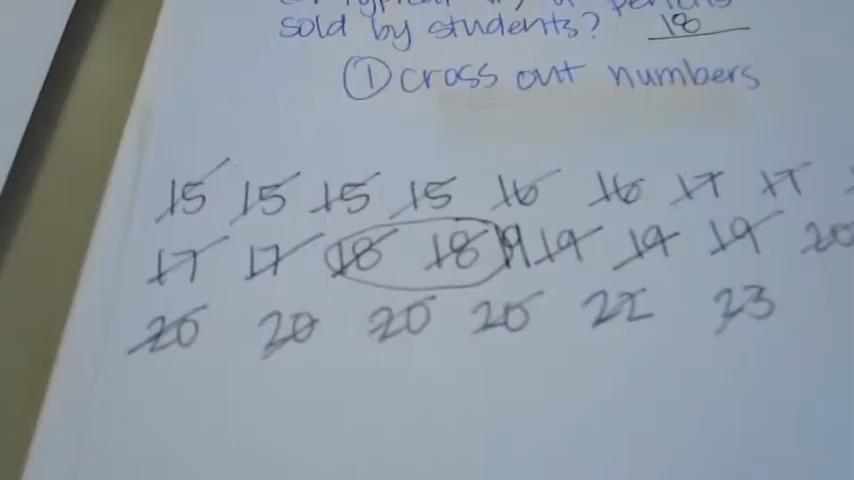 sold by students? 18
① cross out numbers
15 15 15 15 16 16 17 17
17 17 18 18 19 19 19 20
20 20 20 20 22 23